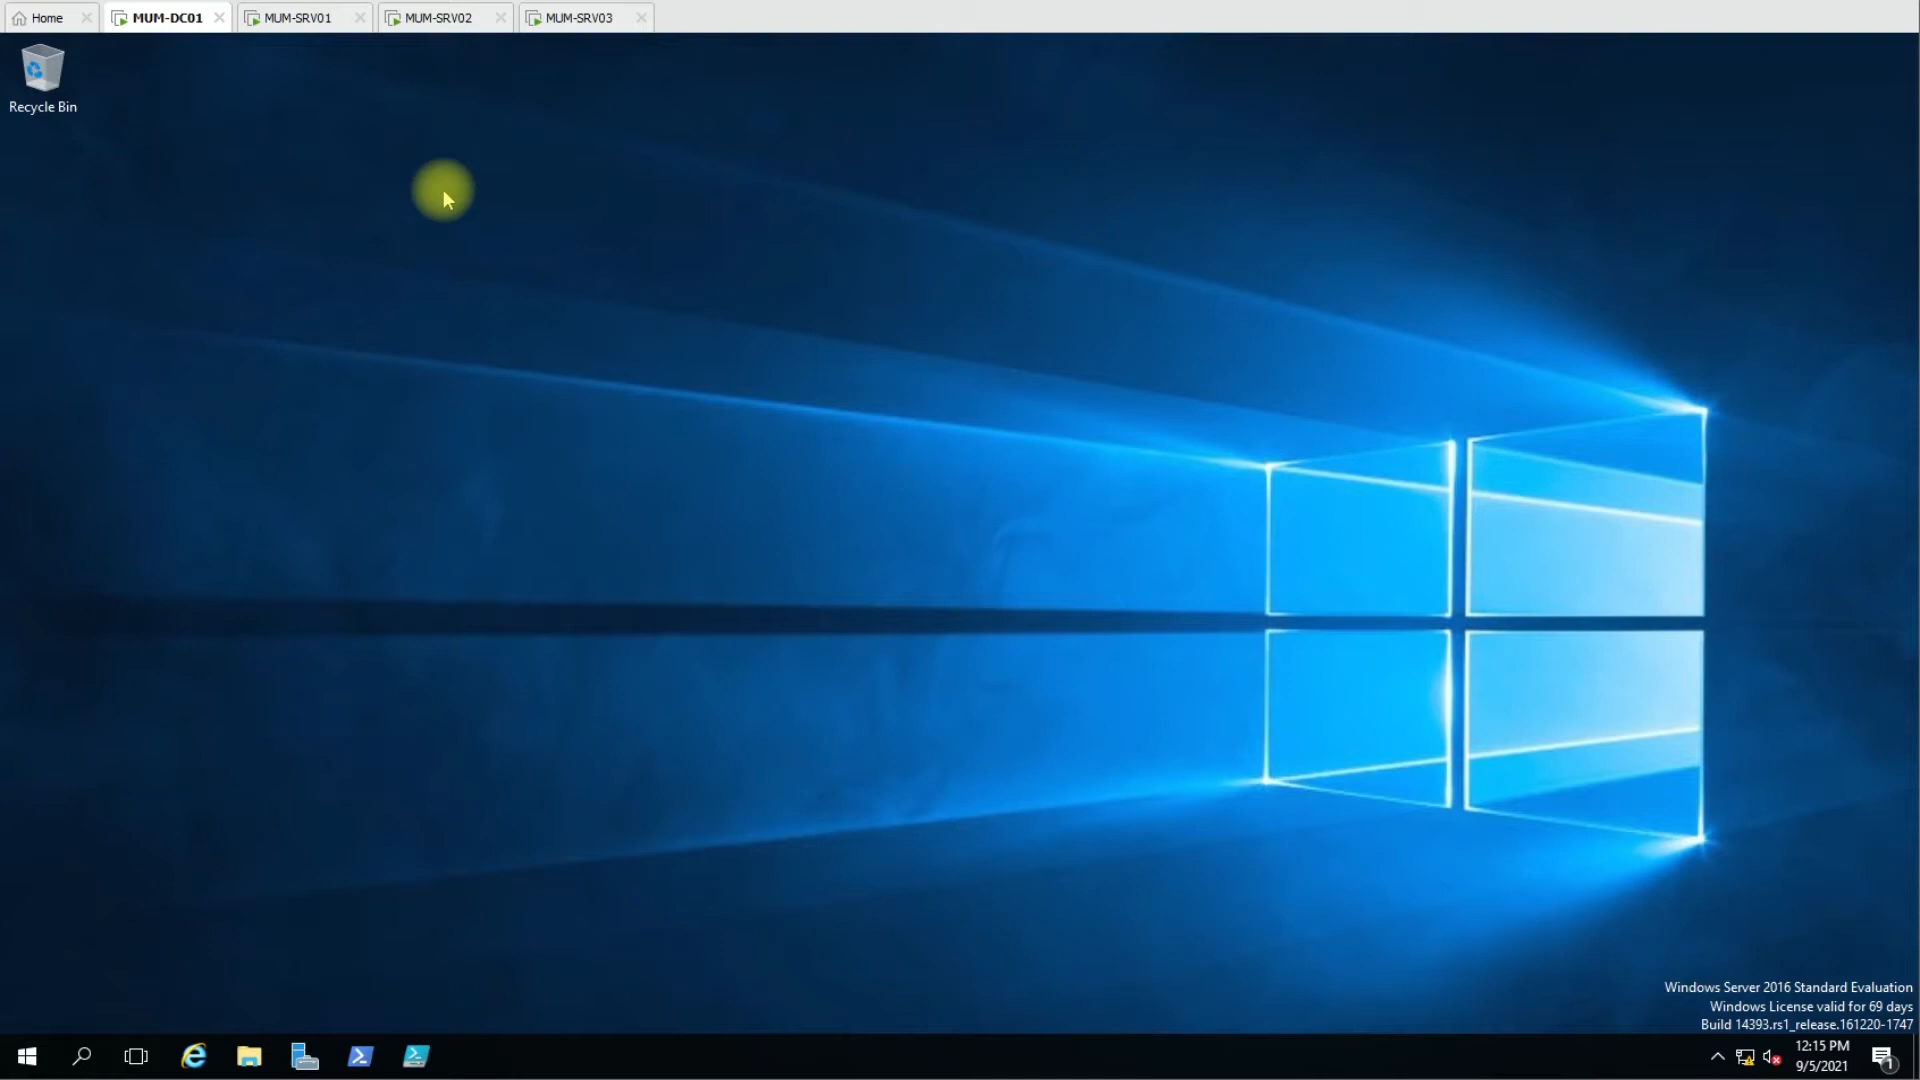 Home
MUM-DC01
MUM-SRV01
MUM-SRV02
MUM-SRV03
Recycle Bin
Windows Server 2016 Standard Evaluation
Windows License valid for 69 days
Build 14393.rs1_release.161220-1747
12:15 PM
9/5/2021
1